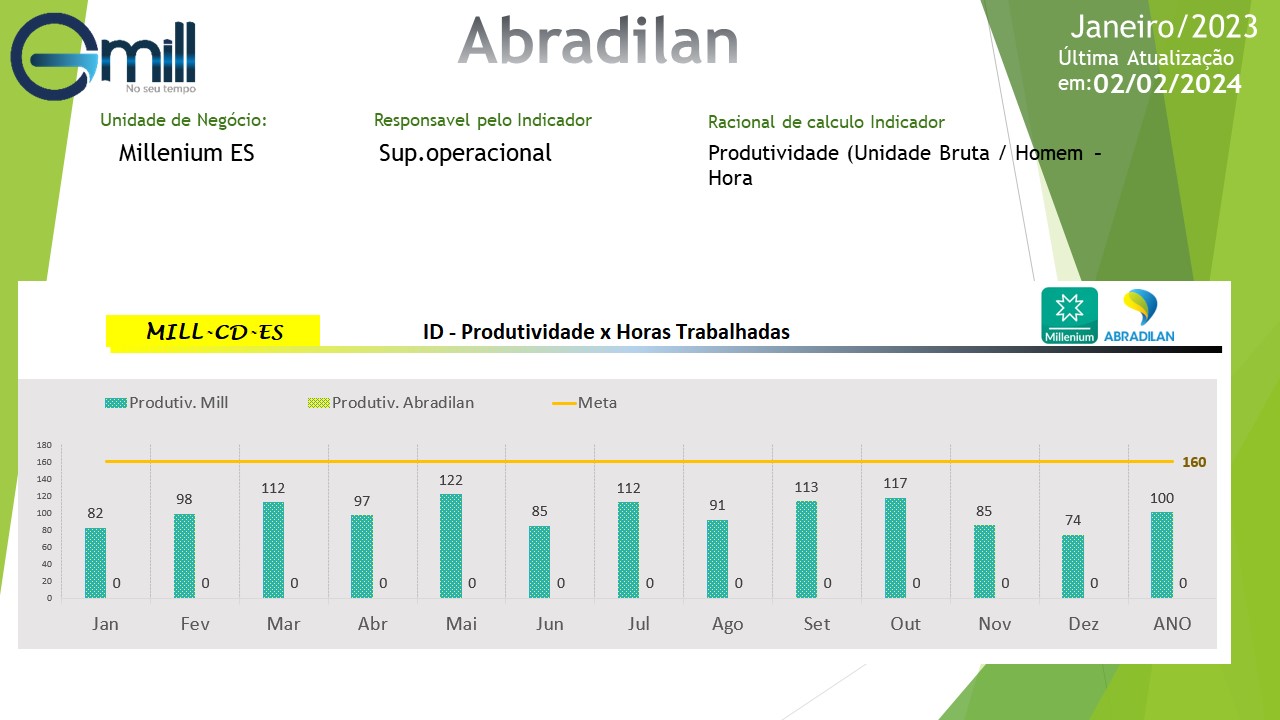 Gmill
No seu tempo
Abradilan
Janeiro/2023
Última Atualização
em:02/02/2024
Unidade de Negócio:
Responsavel pelo Indicador
Racional de calculo Indicador
Millenium ES
Sup.operacional
Produtividade (Unidade Bruta / Homem –
Hora
MILL-CD-ES
ID - Produtividade x Horas Trabalhadas
Millenium
ABRADILAN
Produtiv. Mill
Produtiv. Abradilan
Meta
180
160
140
120
100
80
60
40
20
0
160
82
98
112
97
122
85
112
91
113
117
85
74
100
0 0 0 0 0 0 0 0 0 0 0 0 0
Jan Fev Mar Abr Mai Jun Jul Ago Set Out Nov Dez ANO